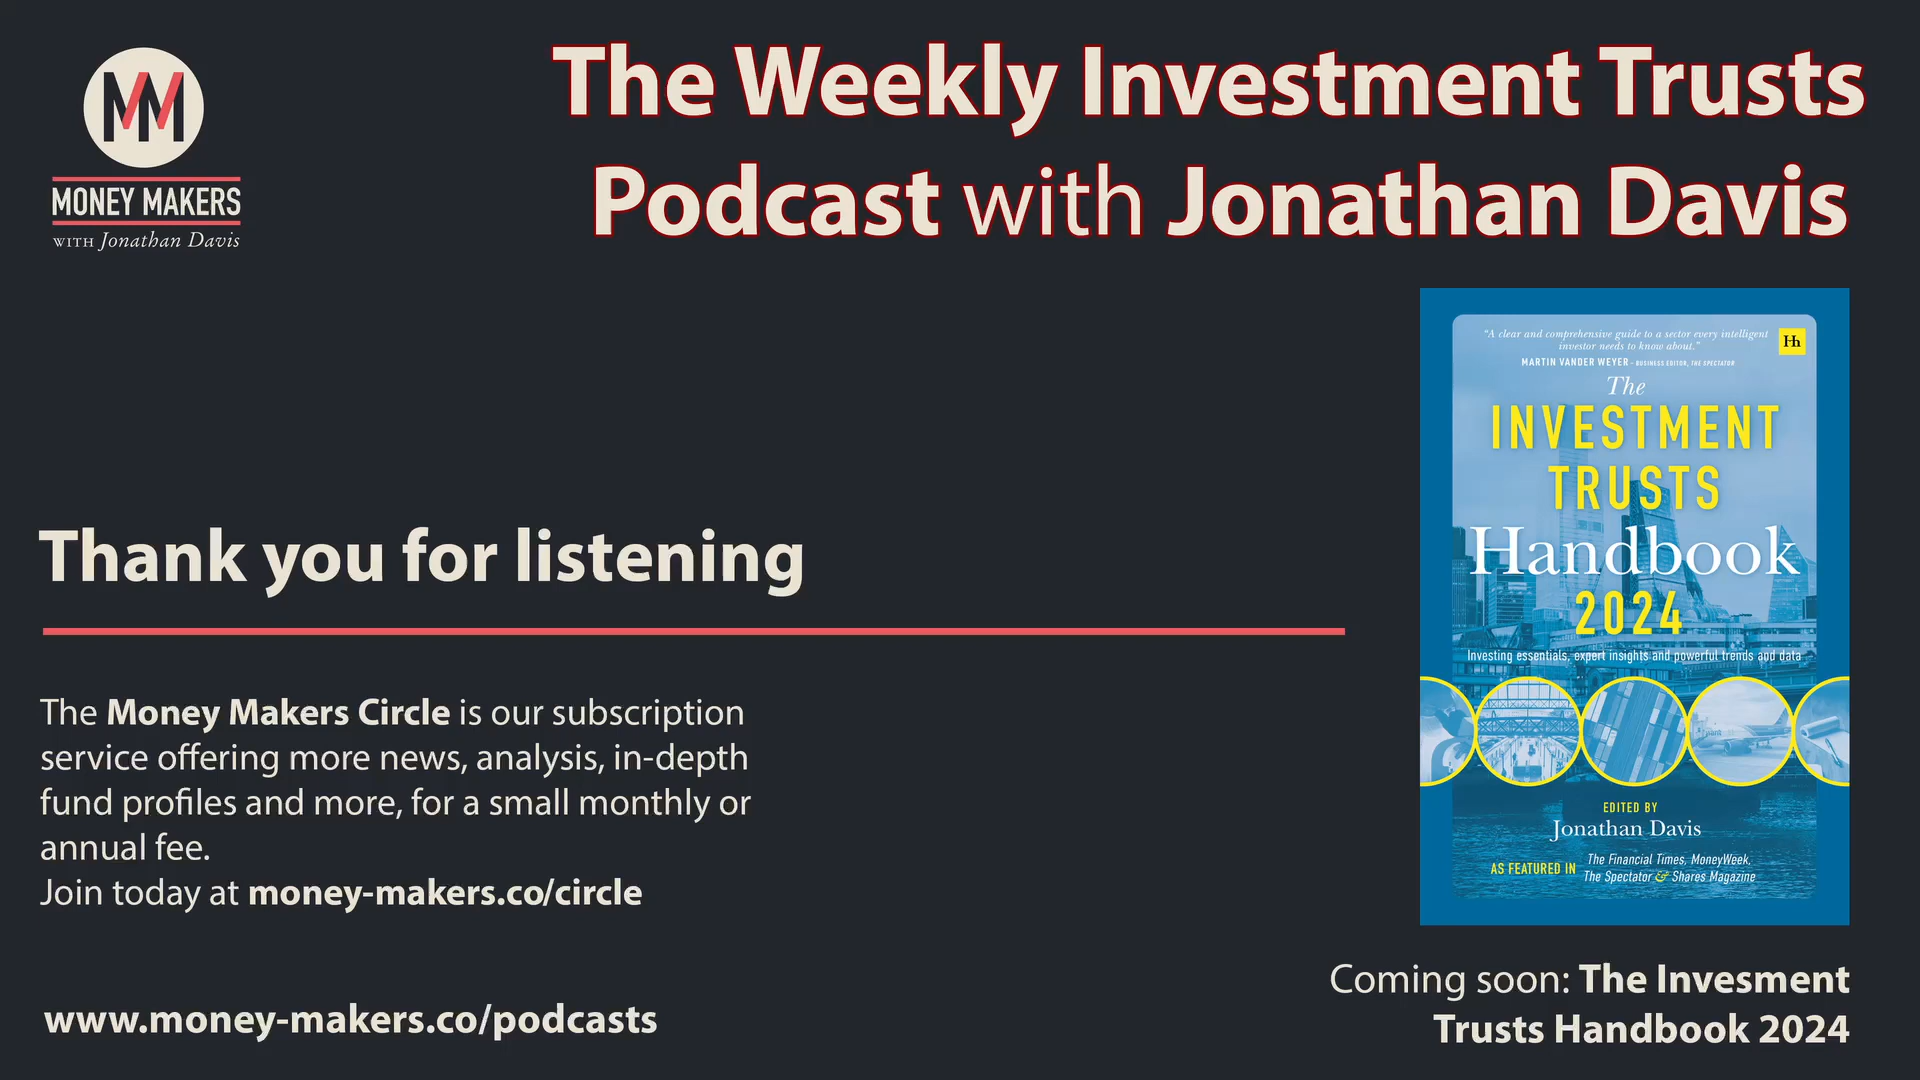 MM
MONEY MAKERS
WITH Jonathan Davis
The Weekly Investment Trusts
Podcast with Jonathan Davis
"A clear and comprehensive guide to a sector every intelligent
investor needs to know about."
MARTIN VANDER WEYER – BUSINESS EDITOR, THE SPECTATOR
Hh
The
INVESTMENT
TRUSTS
Handbook
2024
Investing essentials, expert insights and powerful trends and data
EDITED BY
Jonathan Davis
AS FEATURED IN
The Financial Times, MoneyWeek,
The Spectator & Shares Magazine
Thank you for listening
The Money Makers Circle is our subscription
service offering more news, analysis, in-depth
fund profiles and more, for a small monthly or
annual fee.
Join today at money-makers.co/circle
www.money-makers.co/podcasts
Coming soon: The Invesment
Trusts Handbook 2024